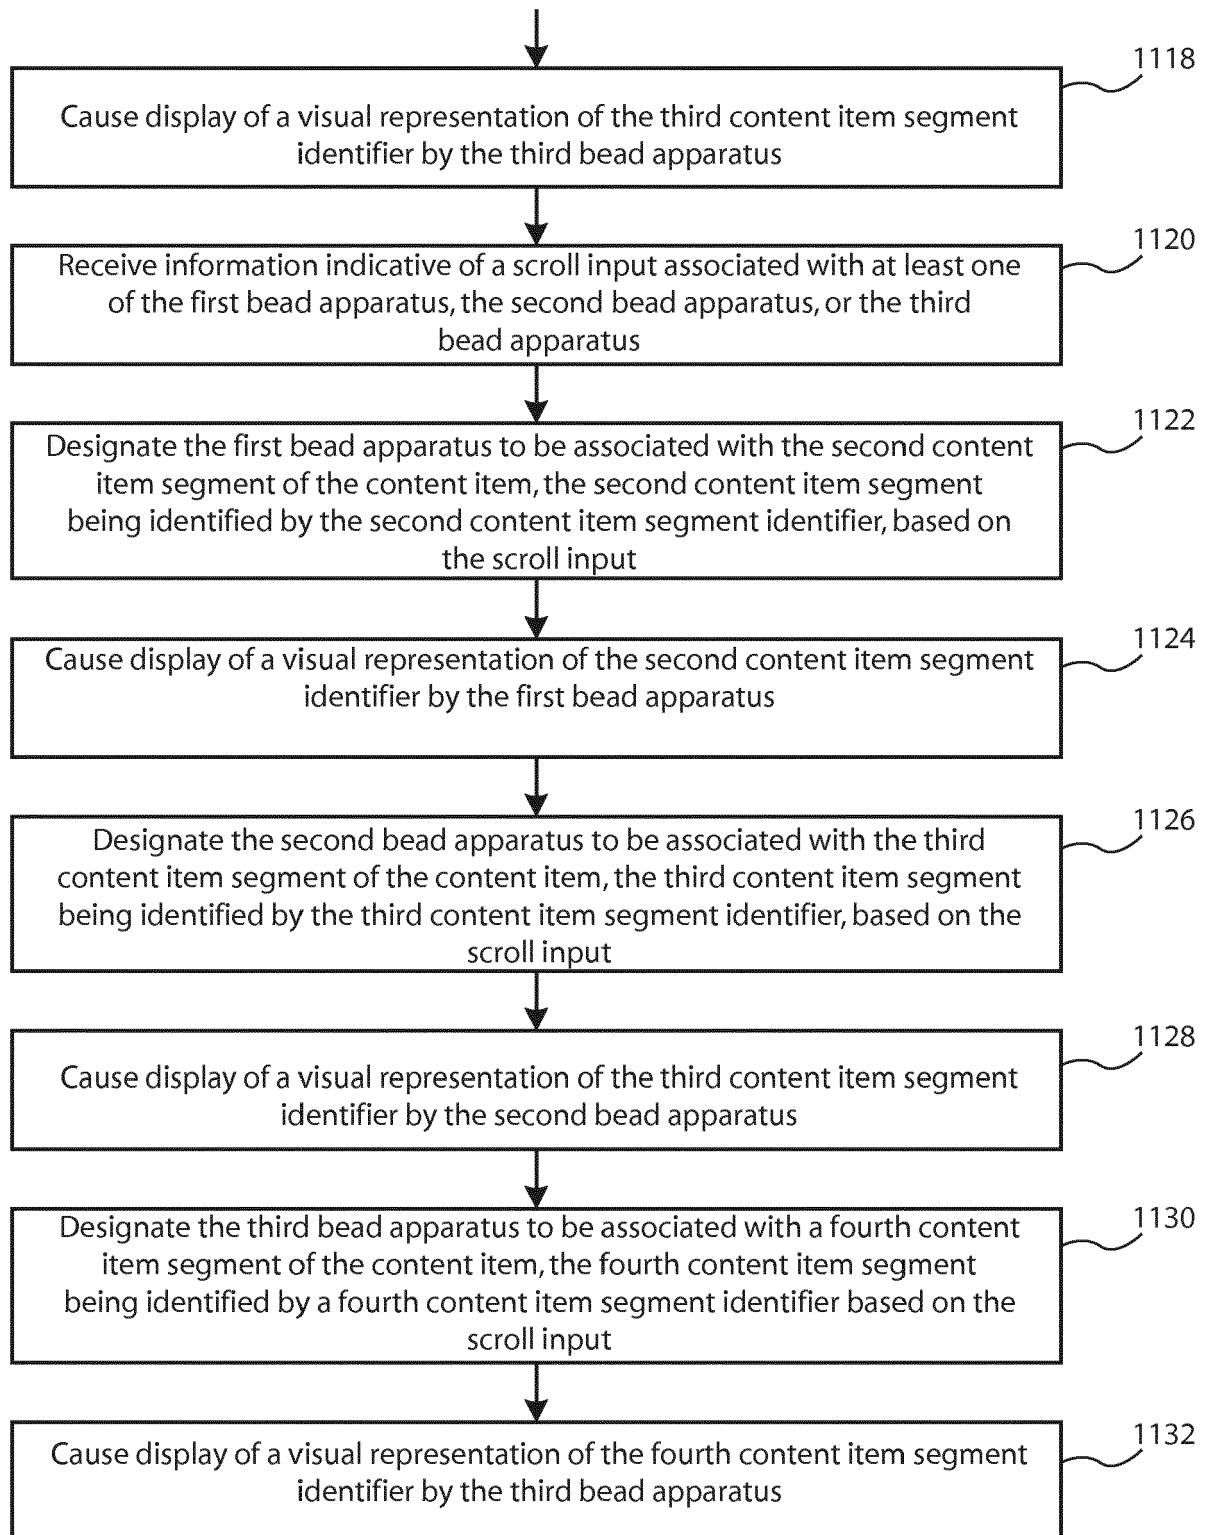 1118
Cause display of a visual representation of the third content item segment
identifier by the third bead apparatus
1120
Receive information indicative of a scroll input associated with at least one
of the first bead apparatus, the second bead apparatus, or the third
bead apparatus
1122
Designate the first bead apparatus to be associated with the second content
item segment of the content item, the second content item segment
being identified by the second content item segment identifier, based on
the scroll input
1124
Cause display of a visual representation of the second content item segment
identifier by the first bead apparatus
1126
Designate the second bead apparatus to be associated with the third
content item segment of the content item, the third content item segment
being identified by the third content item segment identifier, based on the
scroll input
1128
Cause display of a visual representation of the third content item segment
identifier by the second bead apparatus
1130
Designate the third bead apparatus to be associated with a fourth content
item segment of the content item, the fourth content item segment
being identified by a fourth content item segment identifier based on the
scroll input
1132
Cause display of a visual representation of the fourth content item segment
identifier by the third bead apparatus